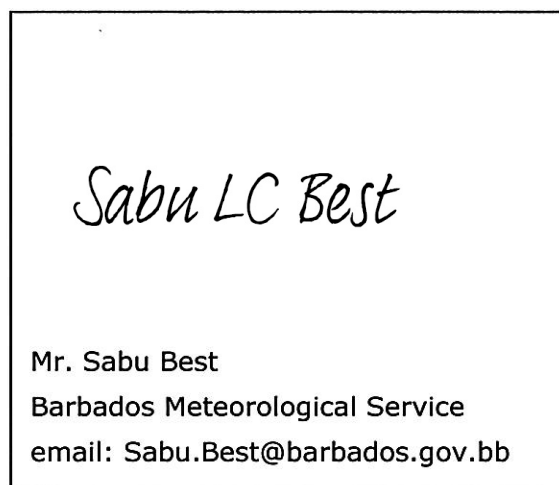 Sabu LC Best
Mr. Sabu Best
Barbados Meteorological Service
email: Sabu.Best@barbados.gov.bb